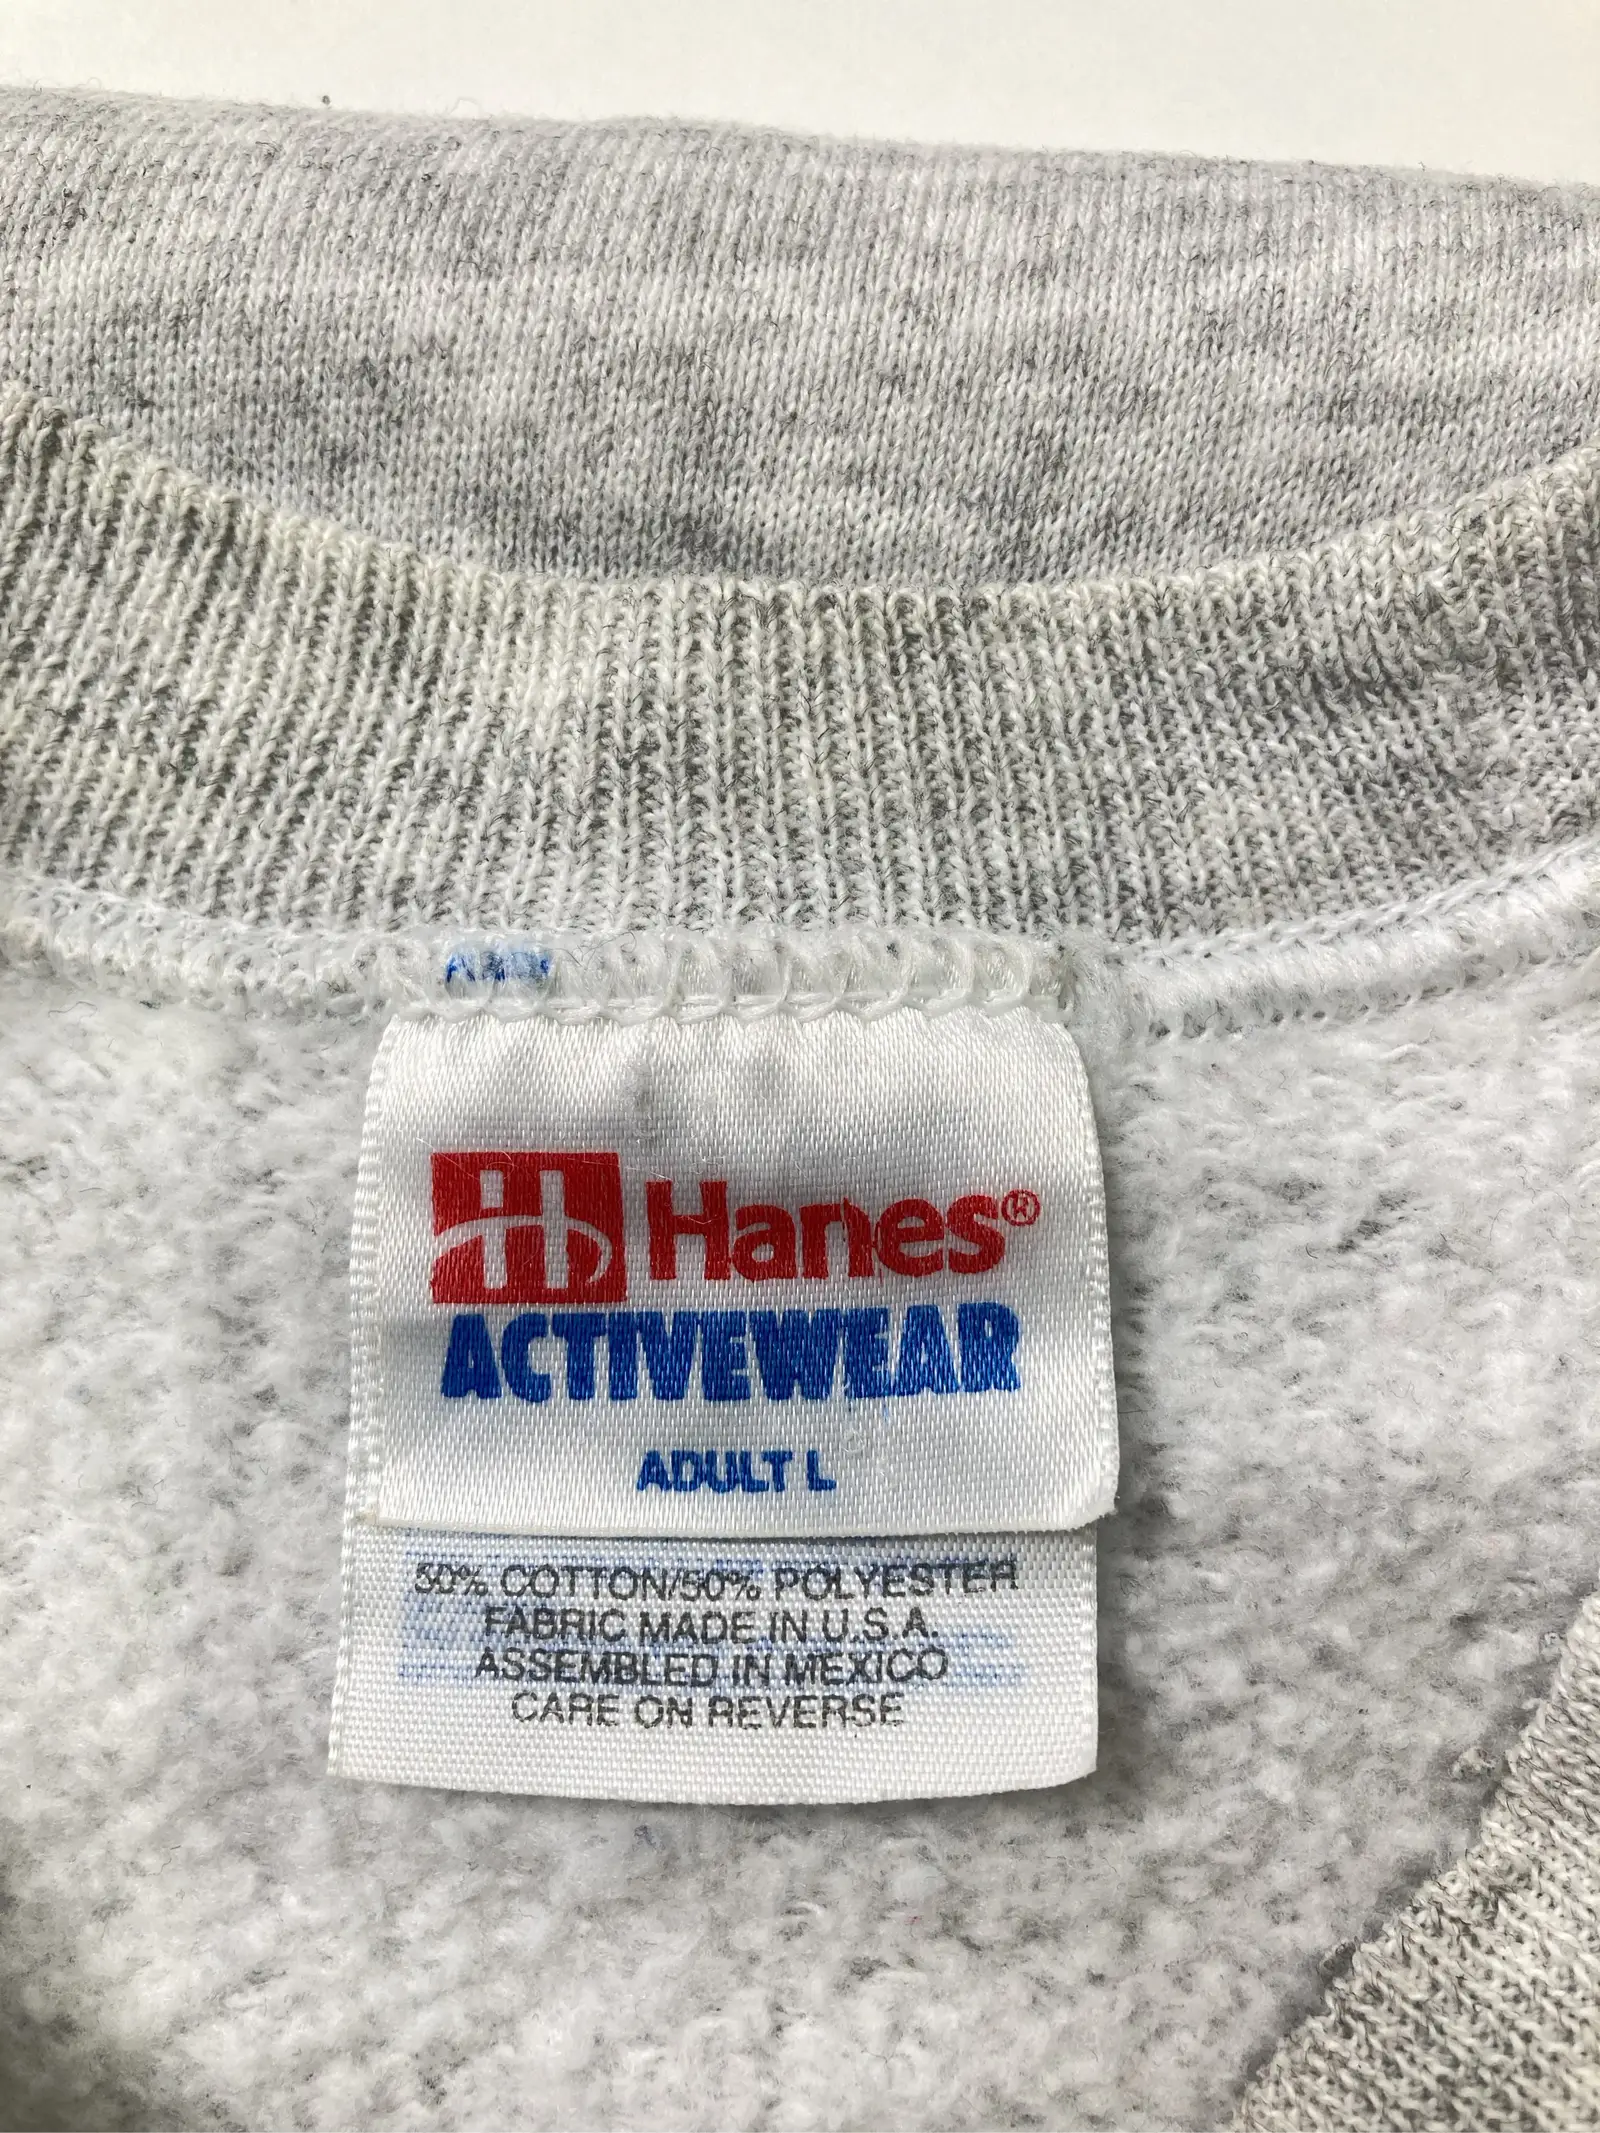 Hanes®
ACTIVEWEAR
ADULT L
50% COTTON/50% POLYESTER
FABRIC MADE IN U.S.A.
ASSEMBLED IN MEXICO
CARE ON REVERSE